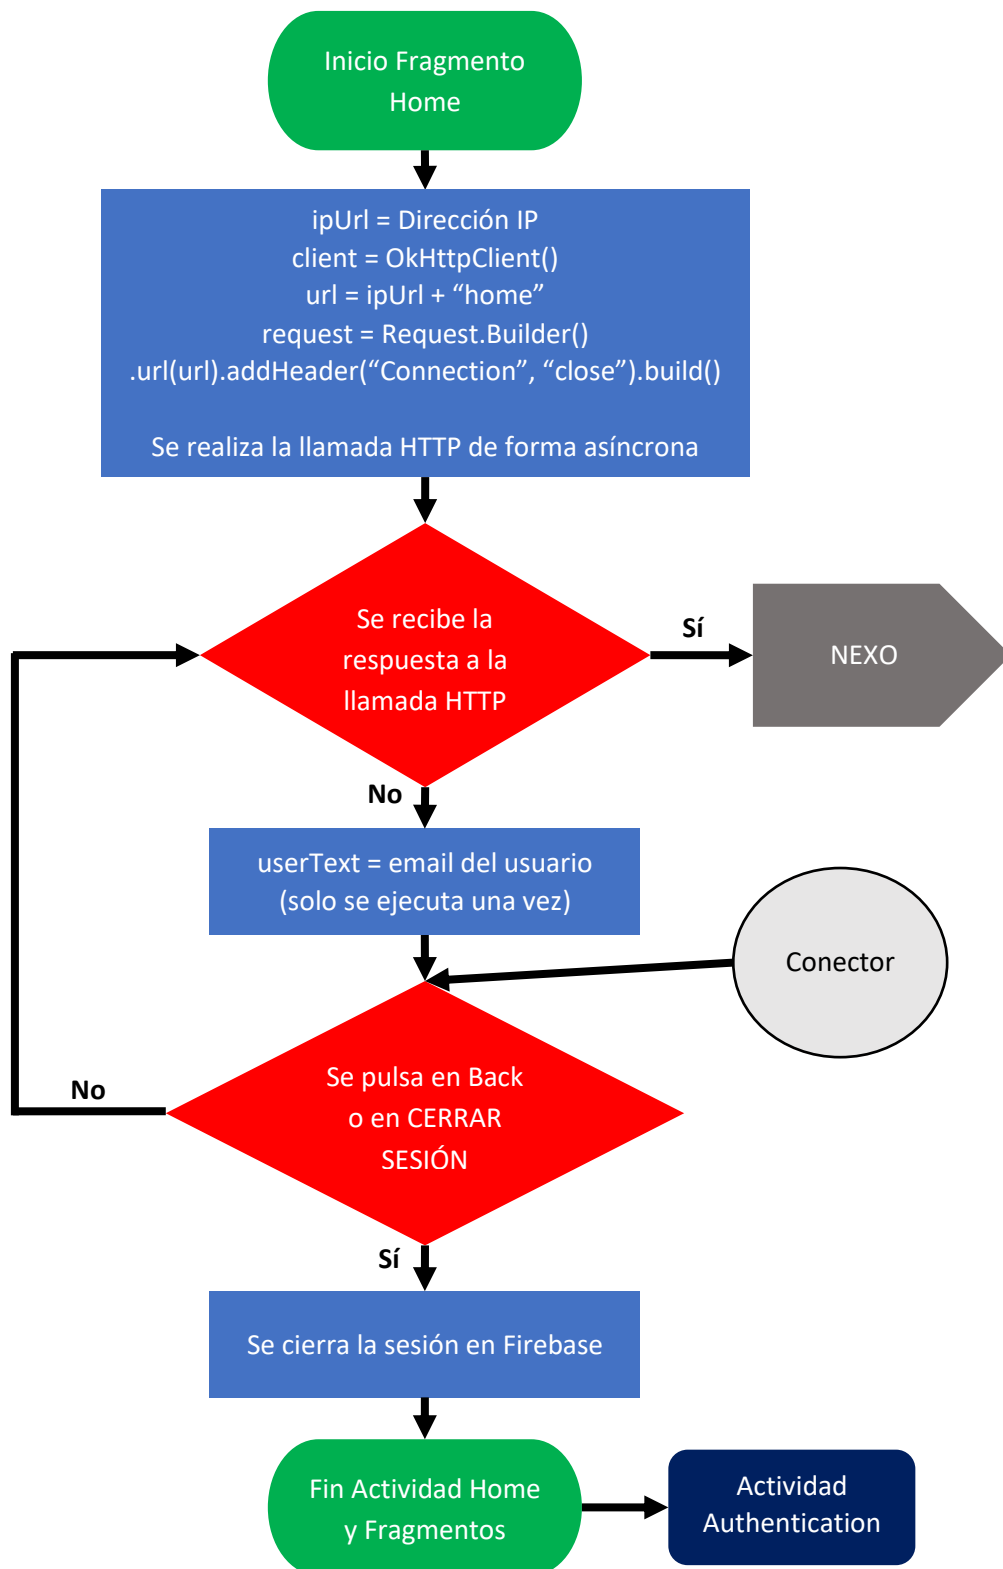 Inicio Fragmento
Home
ipUrl = Dirección IP
client = OkHttpClient()
url = ipUrl + “home”
request = Request.Builder()
.url(url).addHeader(“Connection”, “close”).build()
Se realiza la llamada HTTP de forma asíncrona
Se recibe la
respuesta a la
llamada HTTP
Sí
NEXO
No
userText = email del usuario
(solo se ejecuta una vez)
Conector
Se pulsa en Back
o en CERRAR
SESIÓN
No
Sí
Se cierra la sesión en Firebase
Fin Actividad Home
y Fragmentos
Actividad
Authentication